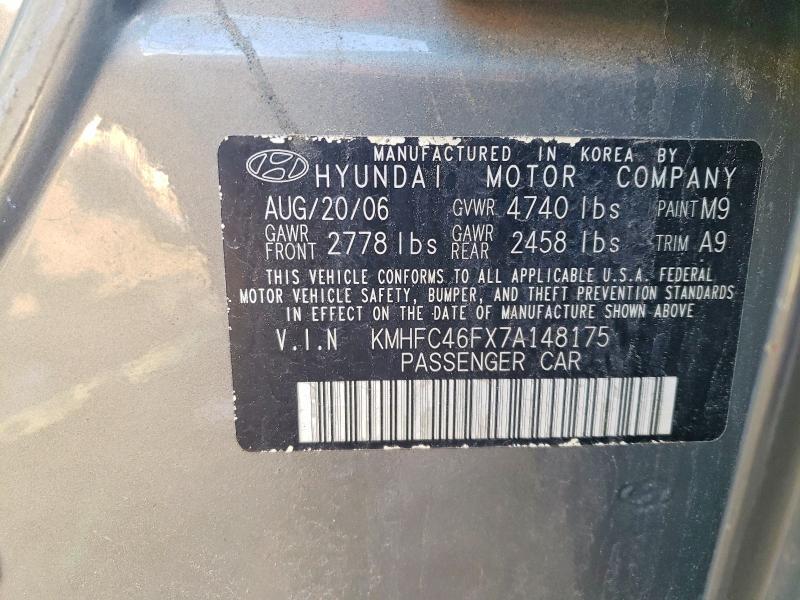 MANUFACTURED IN KOREA BY
HYUNDAI MOTOR COMPANY
AUG/20/06 GVWR 4740 lbs PAINT M9
GAWR FRONT 2778 lbs GAWR REAR 2458 lbs TRIM A9
THIS VEHICLE CONFORMS TO ALL APPLICABLE U.S.A. FEDERAL
MOTOR VEHICLE SAFETY, BUMPER, AND THEFT PREVENTION STANDARDS
IN EFFECT ON THE DATE OF MANUFACTURE SHOWN ABOVE.
V.I.N KMHFC46FX7A148175
PASSENGER CAR